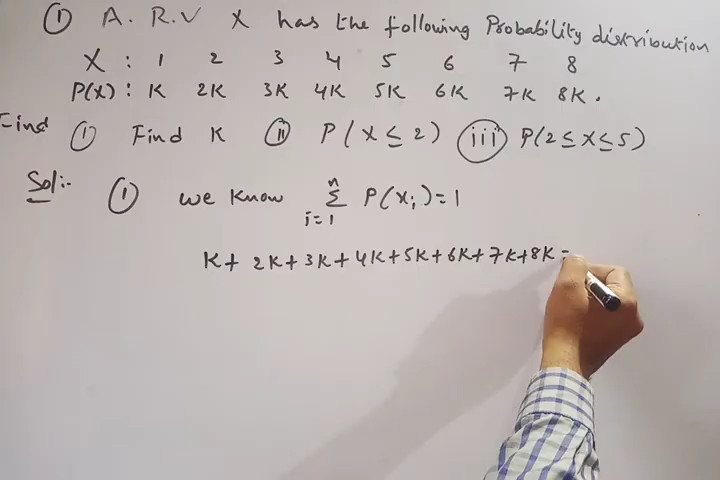 ① A. R.V X has the following Probability distribution
X : 1 2 3 4 5 6 7 8
P(x) : K 2K 3K 4K 5K 6K 7K 8K .
Find ① Find K ⓘⓘ P(X ≤ 2) ⓘⓘⓘ P(2 ≤ X ≤ 5)
Sol:- ① we know n Σ i=1 P(xi) = 1
K + 2K + 3K + 4K + 5K + 6K + 7K + 8K =